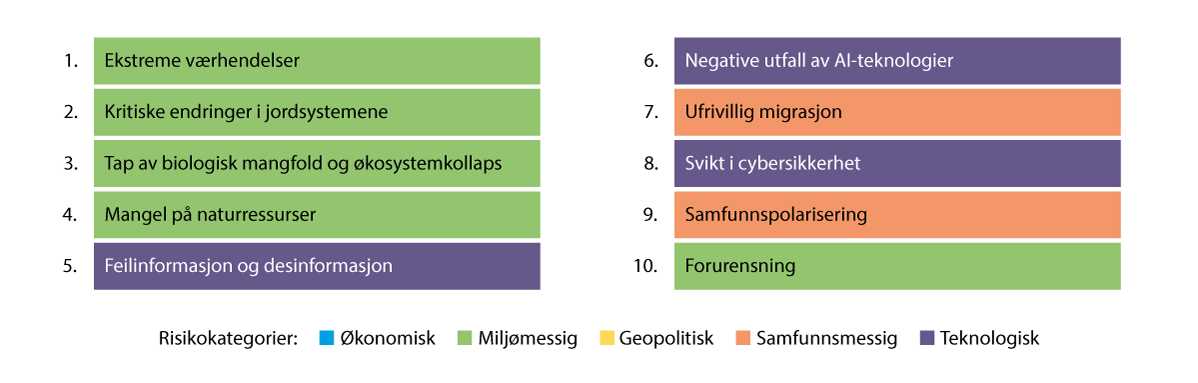 1. Ekstreme værhendelser
2. Kritiske endringer i jordsystemene
3. Tap av biologisk mangfold og økosystemkollaps
4. Mangel på naturressurser
5. Feilinformasjon og desinformasjon
6. Negative utfall av AI-teknologier
7. Ufrivillig migrasjon
8. Svikt i cybersikkerhet
9. Samfunnspolarisering
10. Forurensning
Risikokategorier: Økonomisk Miljømessig Geopolitisk Samfunnsmessig Teknologisk